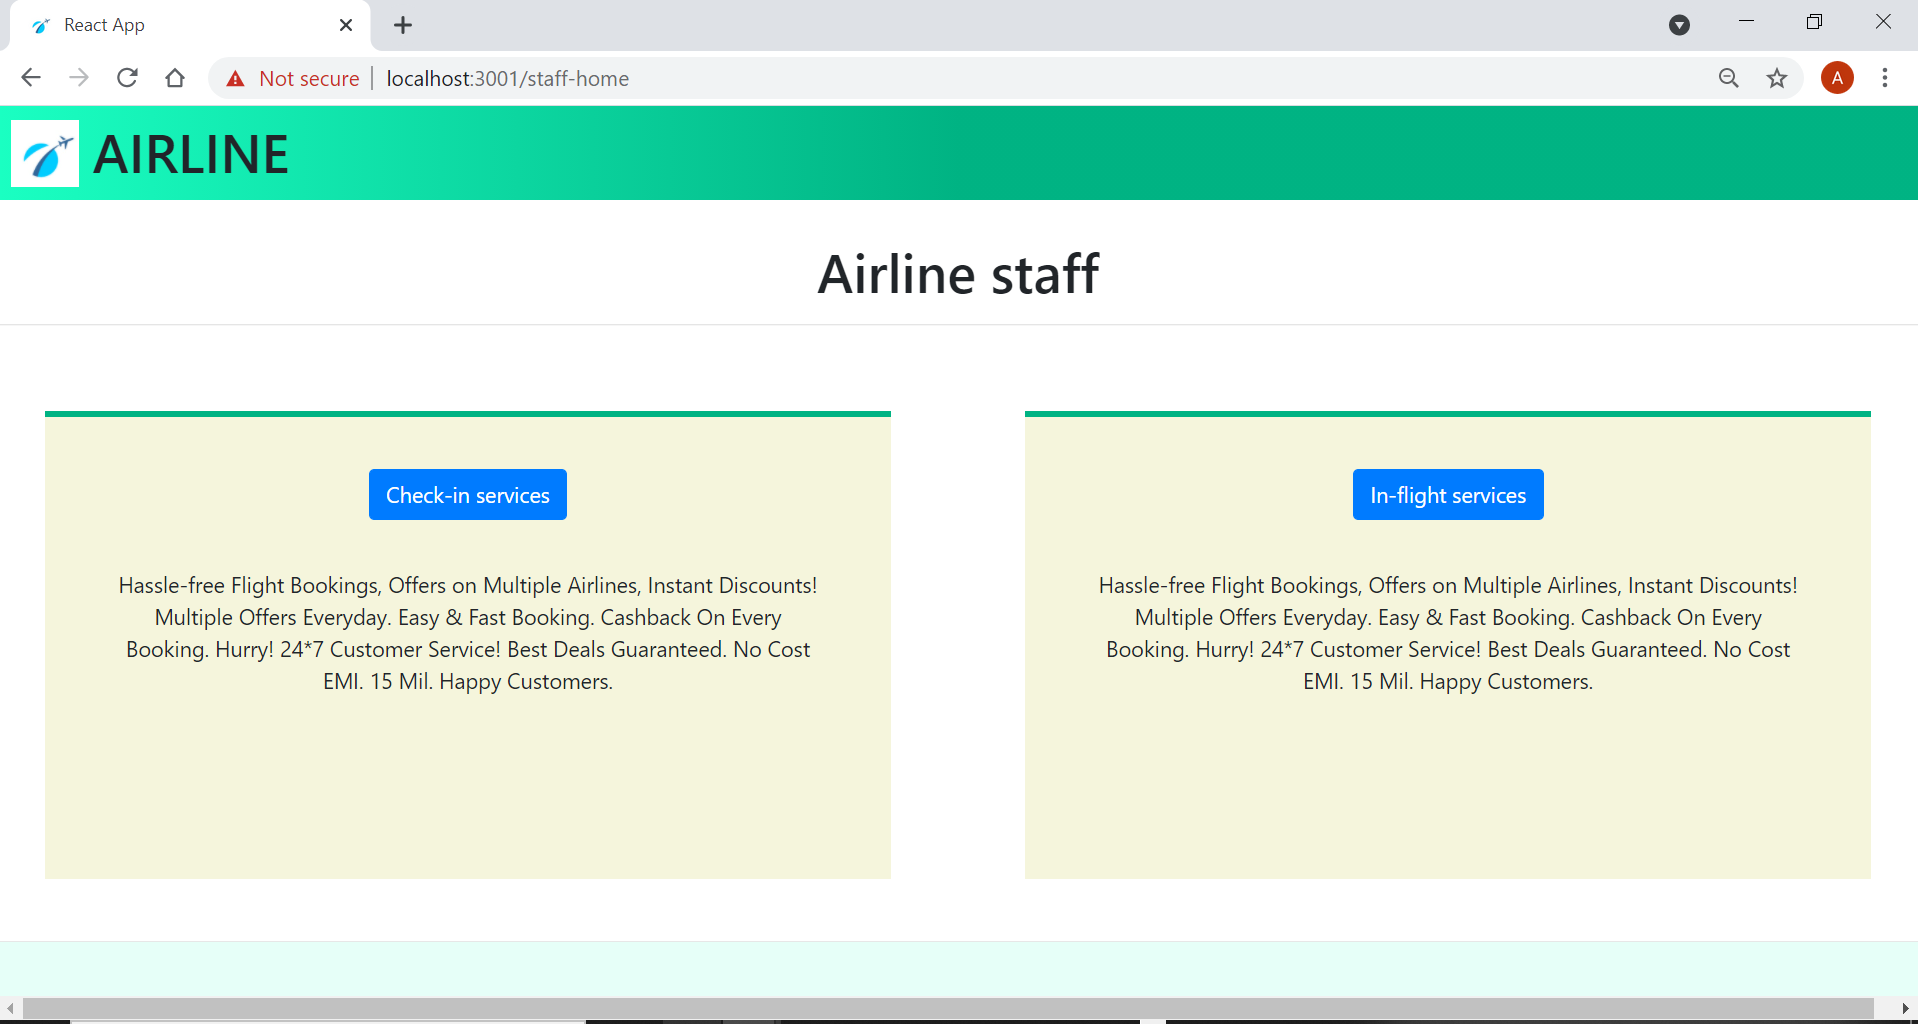 React App
Not secure
localhost:3001/staff-home
A
AIRLINE
Airline staff
Check-in services
Hassle-free Flight Bookings, Offers on Multiple Airlines, Instant Discounts!
Multiple Offers Everyday. Easy & Fast Booking. Cashback On Every
Booking. Hurry! 24*7 Customer Service! Best Deals Guaranteed. No Cost
EMI. 15 Mil. Happy Customers.
In-flight services
Hassle-free Flight Bookings, Offers on Multiple Airlines, Instant Discounts!
Multiple Offers Everyday. Easy & Fast Booking. Cashback On Every
Booking. Hurry! 24*7 Customer Service! Best Deals Guaranteed. No Cost
EMI. 15 Mil. Happy Customers.